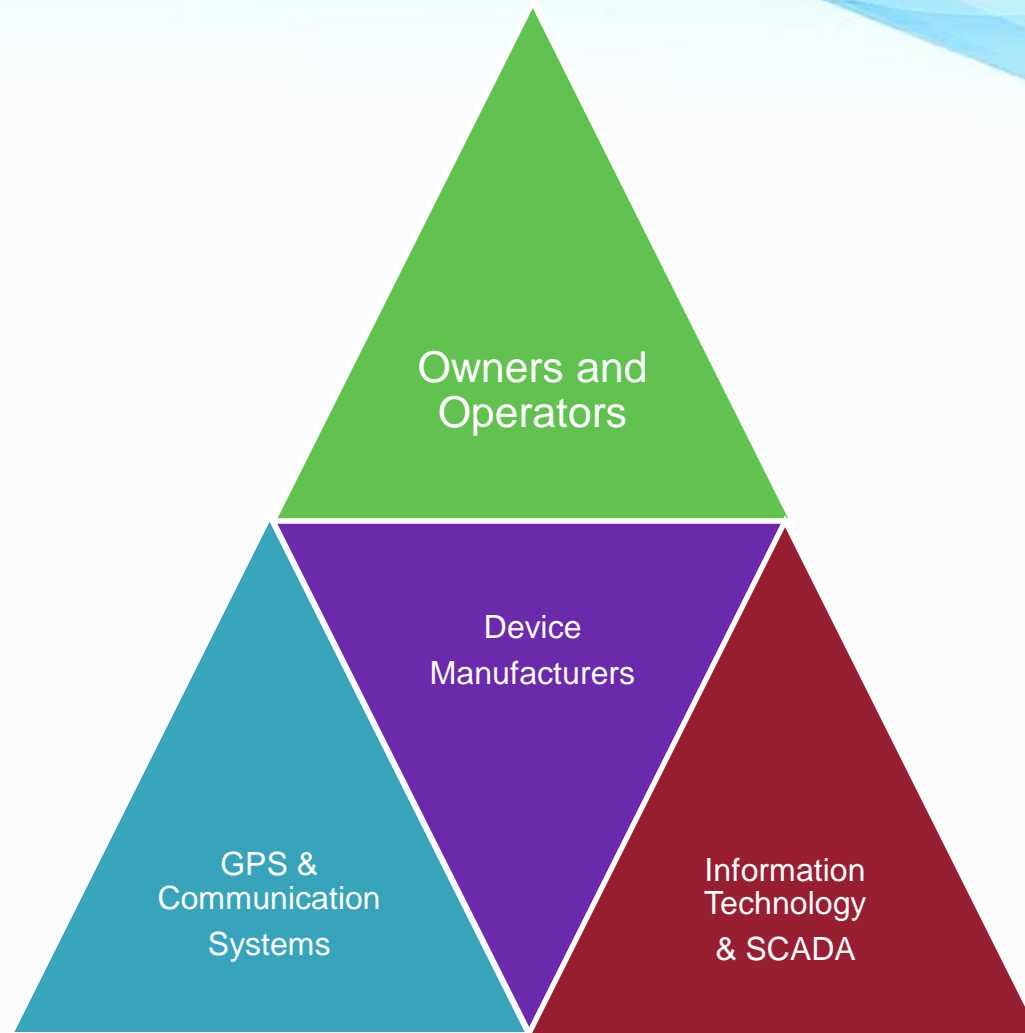 Owners and
Operators
Device
Manufacturers
GPS &
Communication
Systems
Information
Technology
& SCADA